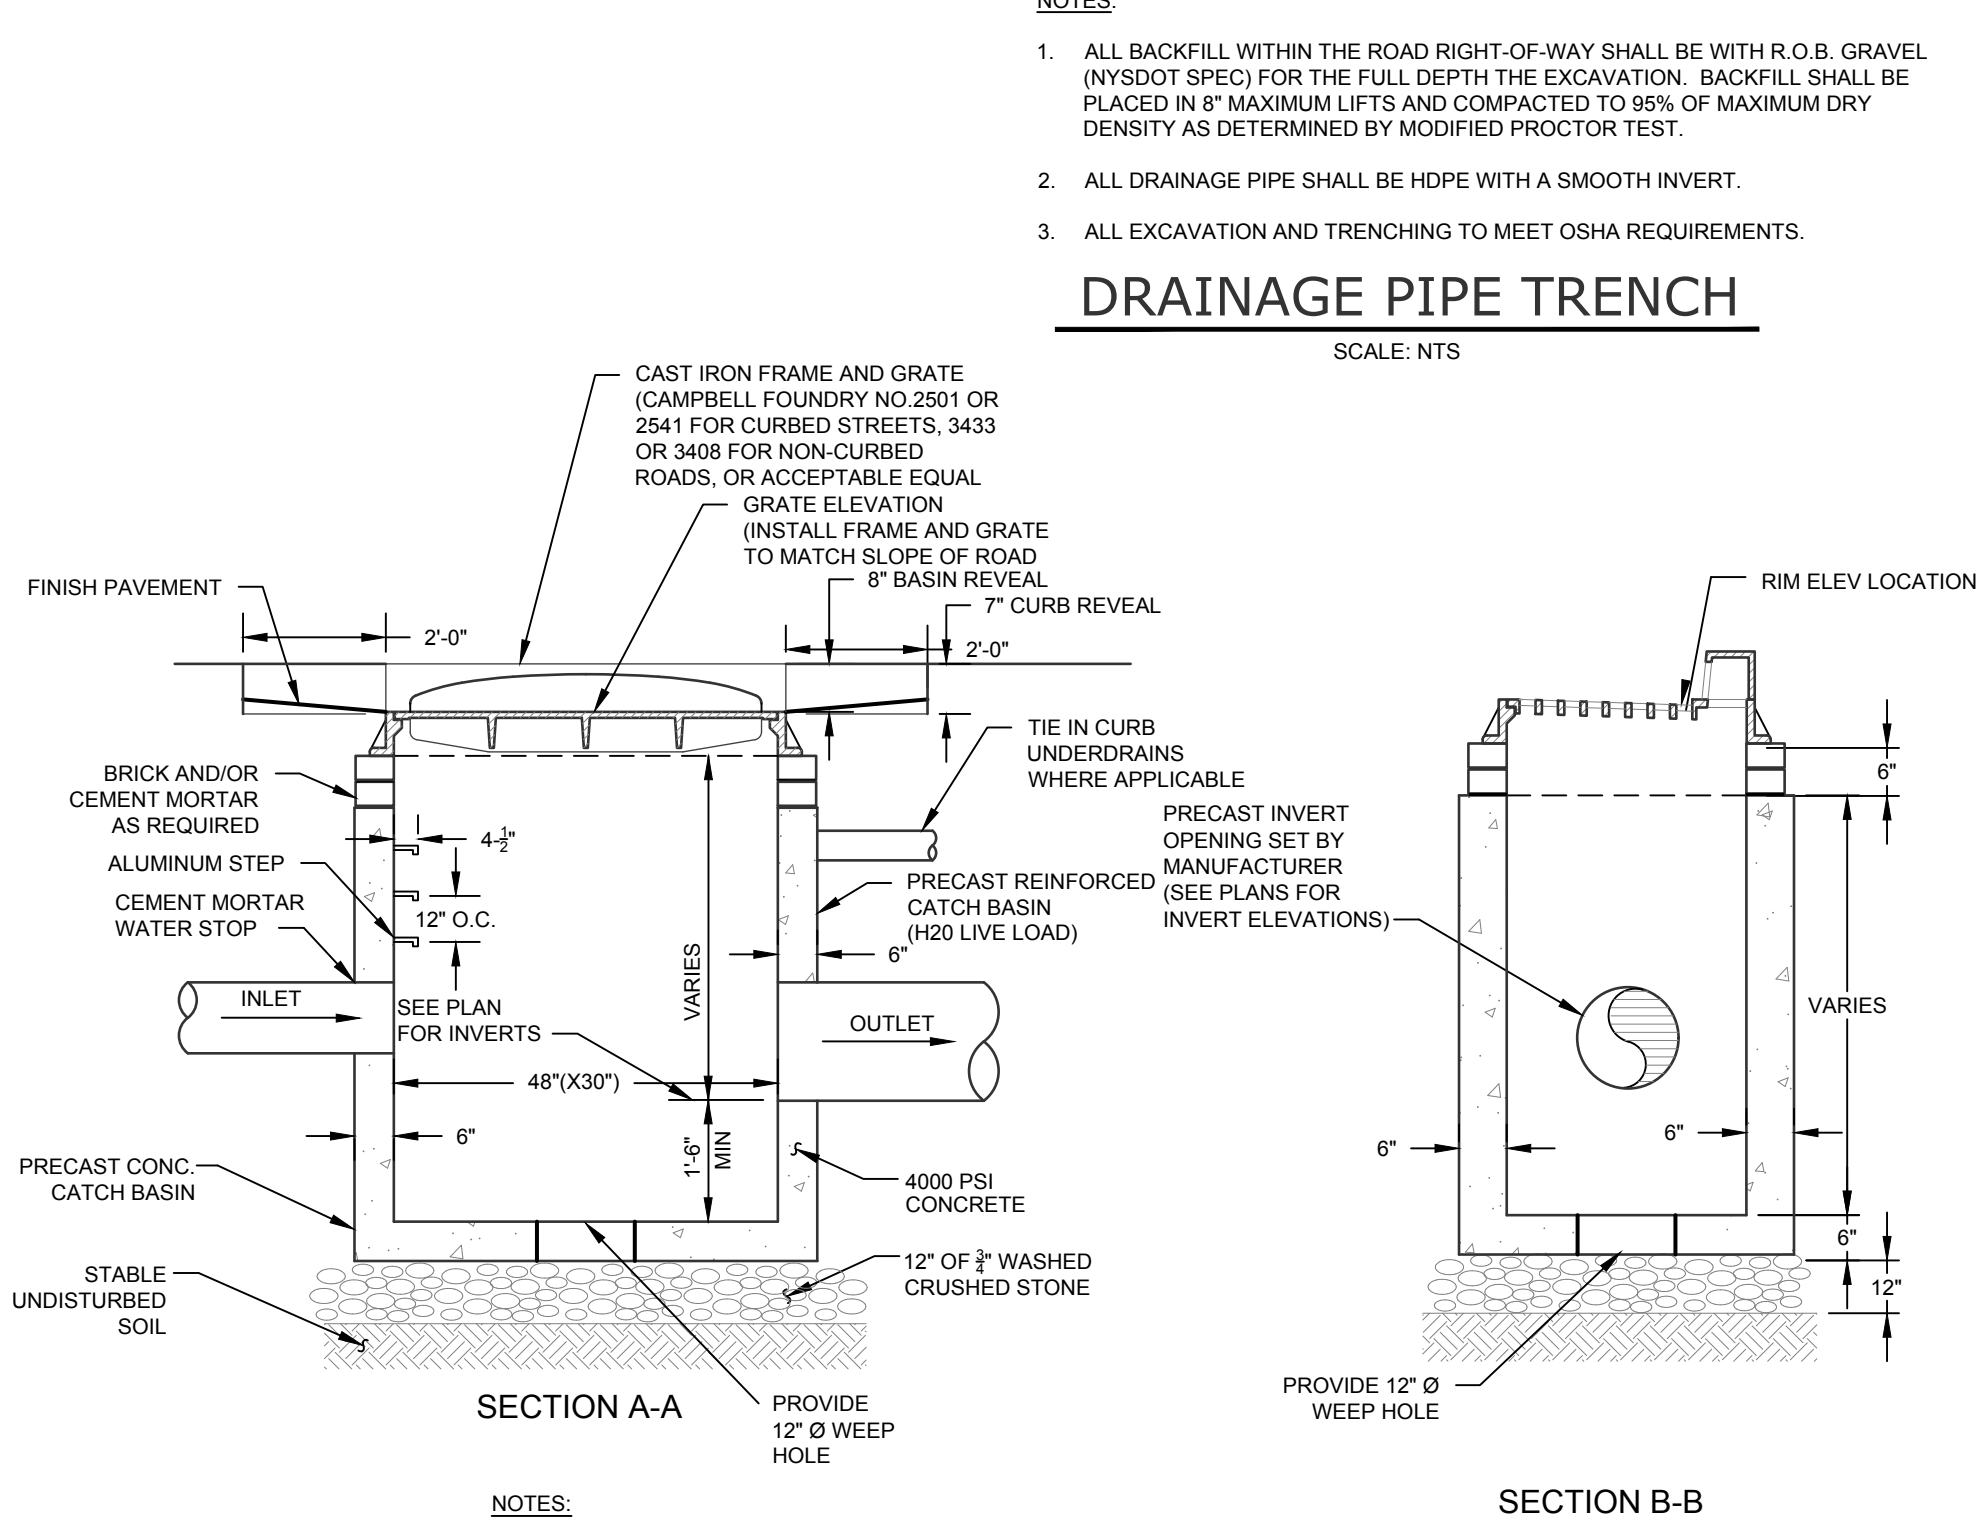 NOTES:
1. ALL BACKFILL WITHIN THE ROAD RIGHT-OF-WAY SHALL BE WITH R.O.B. GRAVEL
(NYSDOT SPEC) FOR THE FULL DEPTH THE EXCAVATION. BACKFILL SHALL BE
PLACED IN 8" MAXIMUM LIFTS AND COMPACTED TO 95% OF MAXIMUM DRY
DENSITY AS DETERMINED BY MODIFIED PROCTOR TEST.
2. ALL DRAINAGE PIPE SHALL BE HDPE WITH A SMOOTH INVERT.
3. ALL EXCAVATION AND TRENCHING TO MEET OSHA REQUIREMENTS.
DRAINAGE PIPE TRENCH
SCALE: NTS
CAST IRON FRAME AND GRATE
(CAMPBELL FOUNDRY NO.2501 OR
2541 FOR CURBED STREETS, 3433
OR 3408 FOR NON-CURBED
ROADS, OR ACCEPTABLE EQUAL
GRATE ELEVATION
(INSTALL FRAME AND GRATE
TO MATCH SLOPE OF ROAD
8" BASIN REVEAL
7" CURB REVEAL
FINISH PAVEMENT
2'-0"
2'-0"
TIE IN CURB
UNDERDRAINS
WHERE APPLICABLE
BRICK AND/OR
CEMENT MORTAR
AS REQUIRED
4-½"
ALUMINUM STEP
CEMENT MORTAR
WATER STOP
12" O.C.
PRECAST REINFORCED
CATCH BASIN
(H20 LIVE LOAD)
6"
VARIES
INLET
SEE PLAN
FOR INVERTS
OUTLET
48"(X30")
6"
1'-6"
MIN
PRECAST CONC.
CATCH BASIN
4000 PSI
CONCRETE
12" OF ¾" WASHED
CRUSHED STONE
STABLE
UNDISTURBED
SOIL
SECTION A-A
PROVIDE
12" Ø WEEP
HOLE
NOTES:
RIM ELEV LOCATION
6"
PRECAST INVERT
OPENING SET BY
MANUFACTURER
(SEE PLANS FOR
INVERT ELEVATIONS)
VARIES
6"
6"
6"
12"
PROVIDE 12" Ø
WEEP HOLE
SECTION B-B